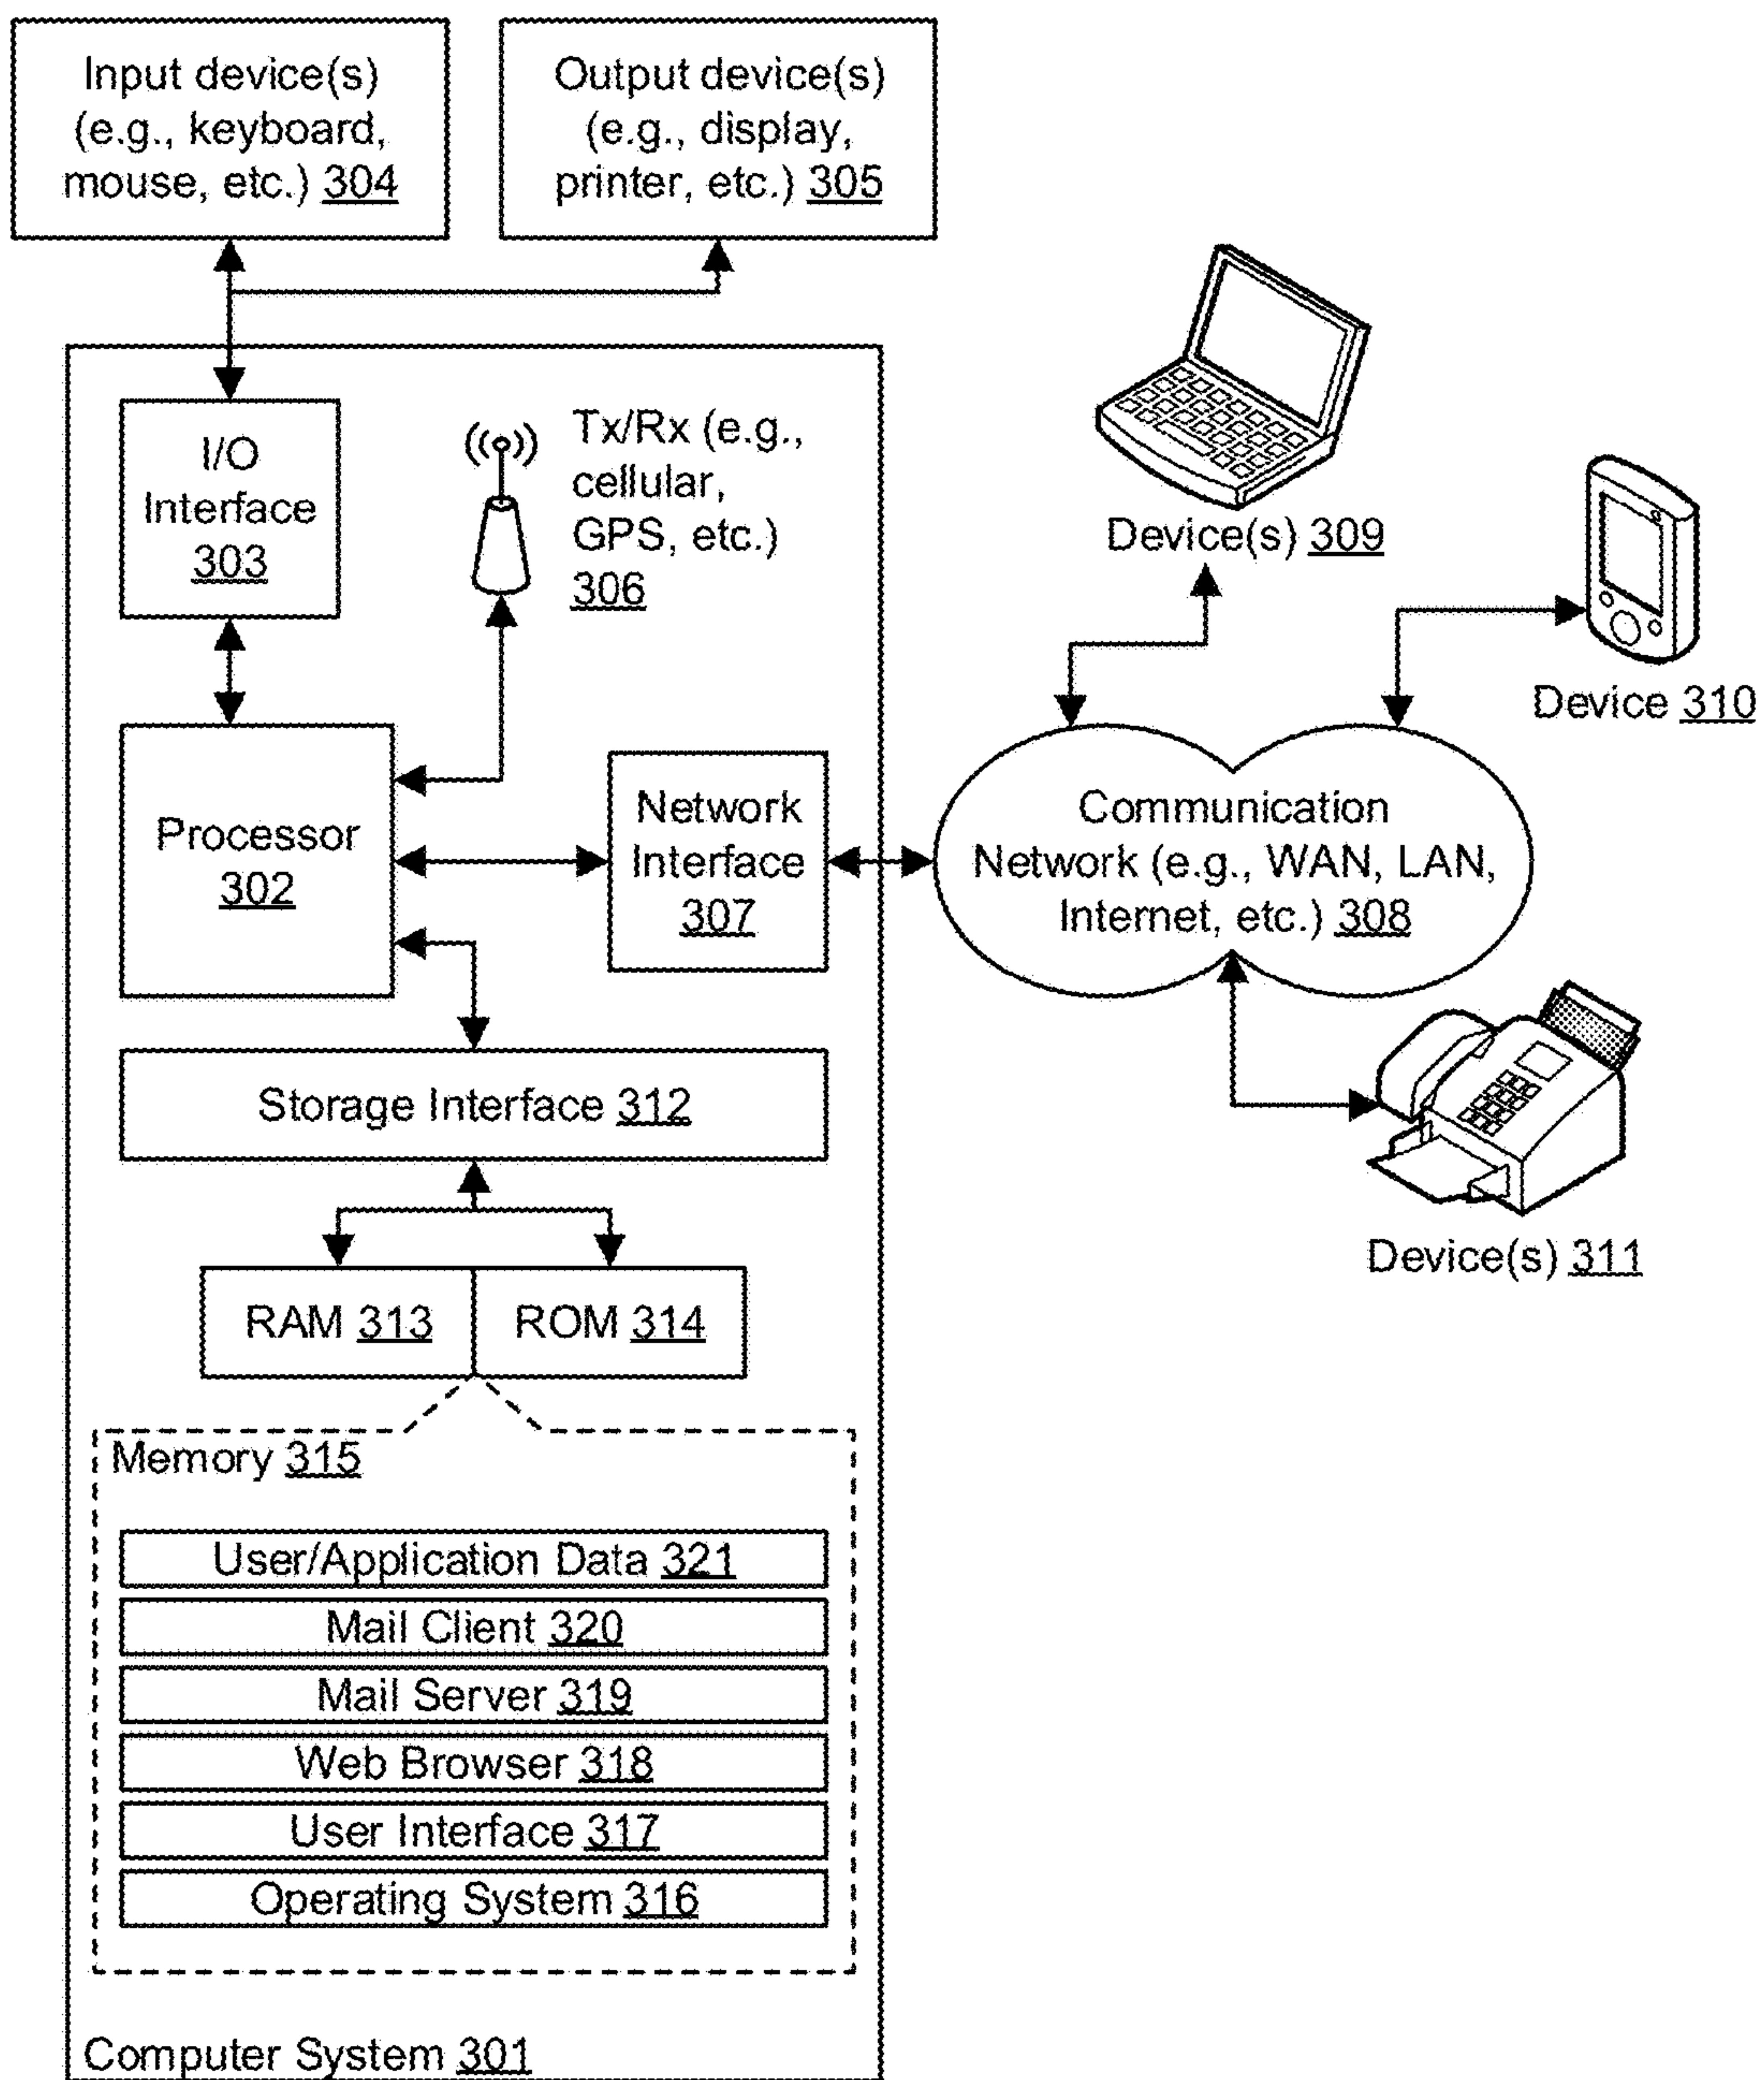 Input device(s)
(e.g., keyboard,
mouse, etc.) 304
Output device(s)
(e.g., display,
printer, etc.) 305
I/O
Interface
303
Tx/Rx (e.g.,
cellular,
GPS, etc.)
306
Device(s) 309
Device 310
Processor
302
Network
Interface
307
Communication
Network (e.g., WAN, LAN,
Internet, etc.) 308
Storage Interface 312
Device(s) 311
RAM 313
ROM 314
Memory 315
User/Application Data 321
Mail Client 320
Mail Server 319
Web Browser 318
User Interface 317
Operating System 316
Computer System 301